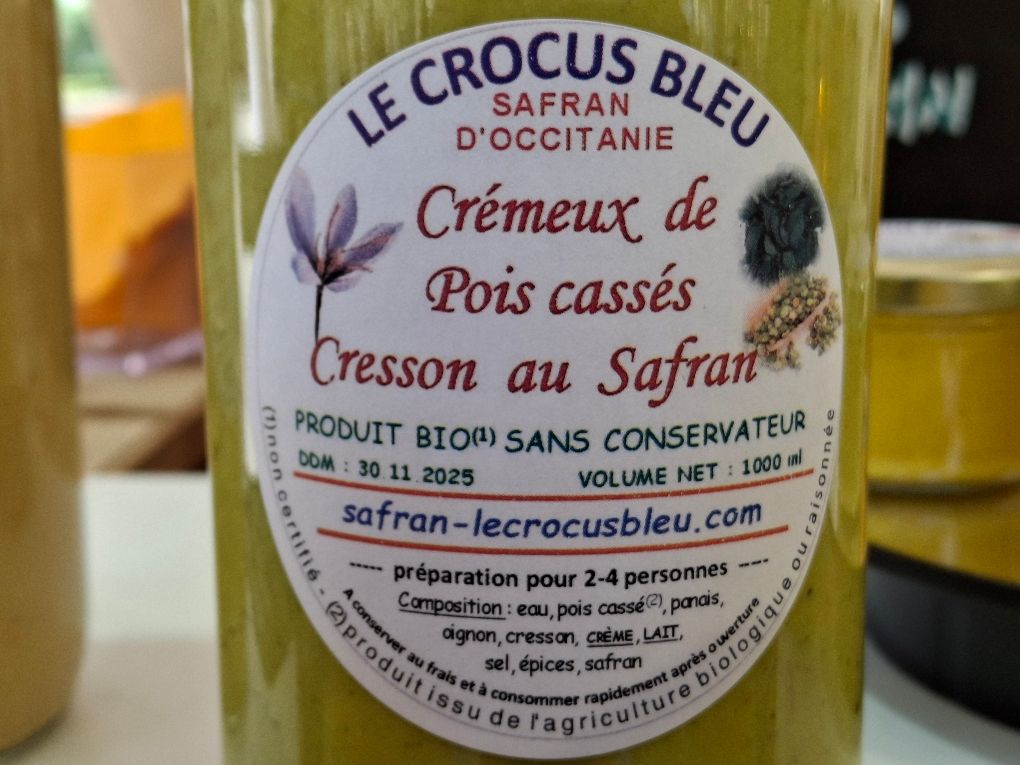 LE CROCUS BLEU
SAFRAN
D'OCCITANIE
Crémeux de
Pois cassés
Cresson au Safran
PRODUIT BIO(1) SANS CONSERVATEUR
DDM : 30.11.2025 VOLUME NET : 1000 ml
safran-lecrocusbleu.com
----- préparation pour 2-4 personnes ----
Composition : eau, pois cassé(2), panais,
oignon, cresson, CRÈME, LAIT,
sel, épices, safran
A conserver au frais et à consommer rapidement après ouverture
(1) non certifié - (2) produit issu de l'agriculture biologique ou raisonnée